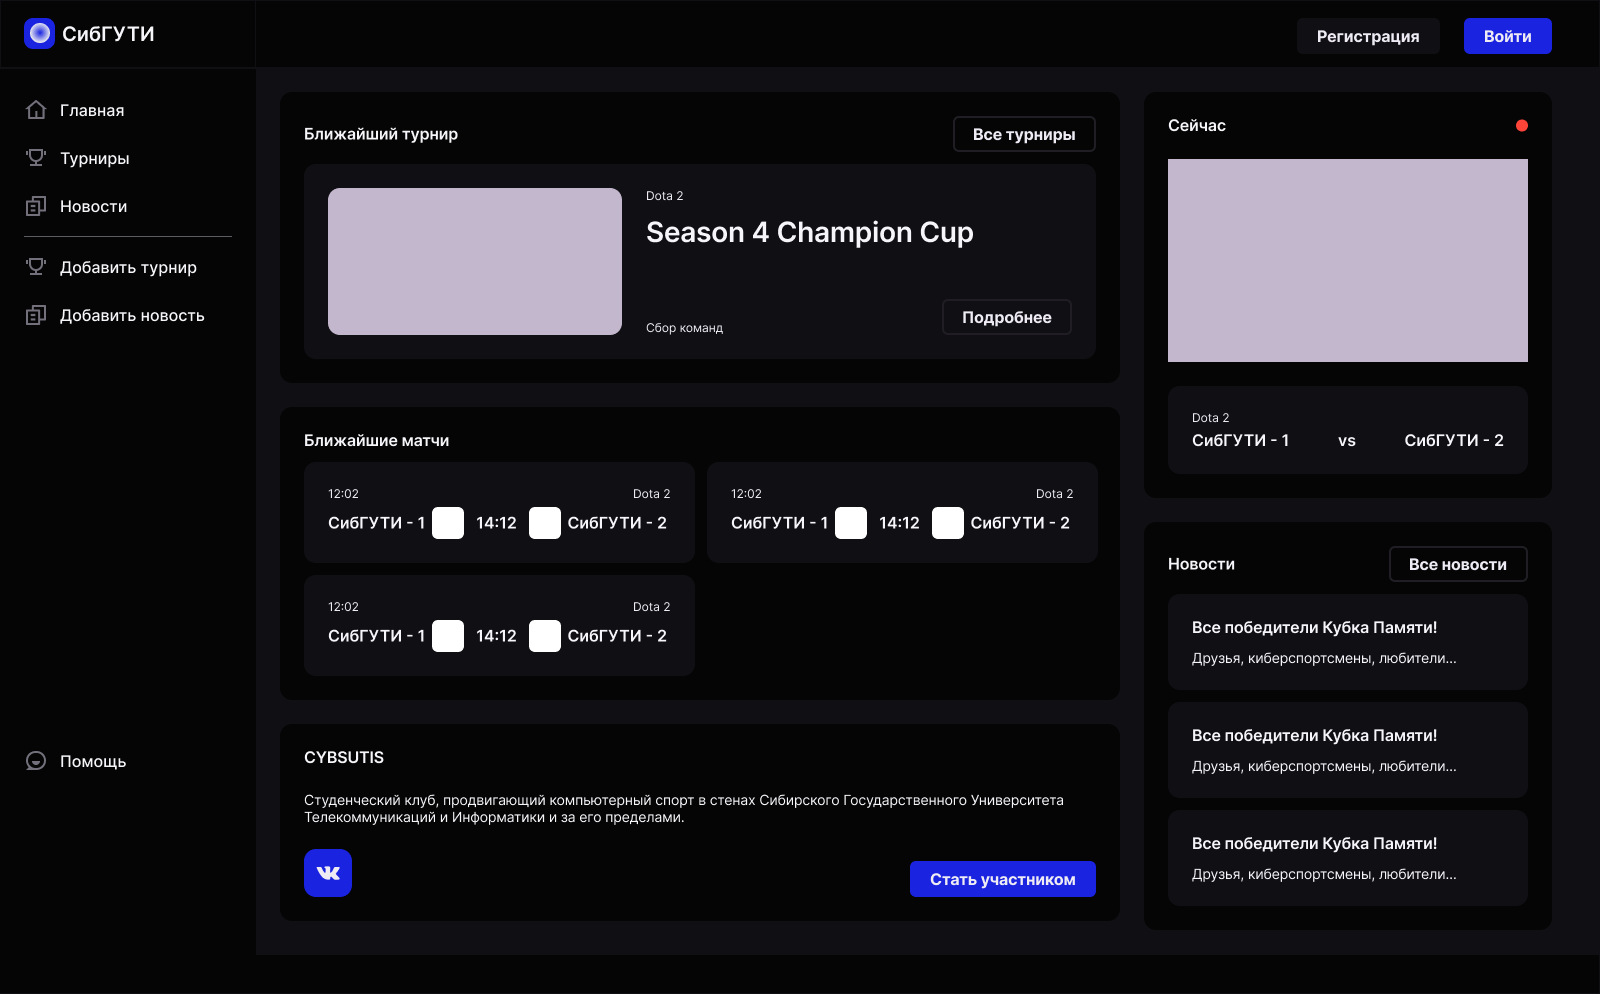 СибГУТИ
Регистрация
Войти
Главная
Турниры
Новости
Добавить турнир
Добавить новость
Помощь
Ближайший турнир
Все турниры
Dota 2
Season 4 Champion Cup
Сбор команд
Подробнее
Ближайшие матчи
12:02 Dota 2
СибГУТИ - 1 14:12 СибГУТИ - 2
12:02 Dota 2
СибГУТИ - 1 14:12 СибГУТИ - 2
12:02 Dota 2
СибГУТИ - 1 14:12 СибГУТИ - 2
CYBSUTIS
Студенческий клуб, продвигающий компьютерный спорт в стенах Сибирского Государственного Университета
Телекоммуникаций и Информатики и за его пределами.
Стать участником
Сейчас
Dota 2
СибГУТИ - 1 vs СибГУТИ - 2
Новости
Все новости
Все победители Кубка Памяти!
Друзья, киберспортсмены, любители...
Все победители Кубка Памяти!
Друзья, киберспортсмены, любители...
Все победители Кубка Памяти!
Друзья, киберспортсмены, любители...